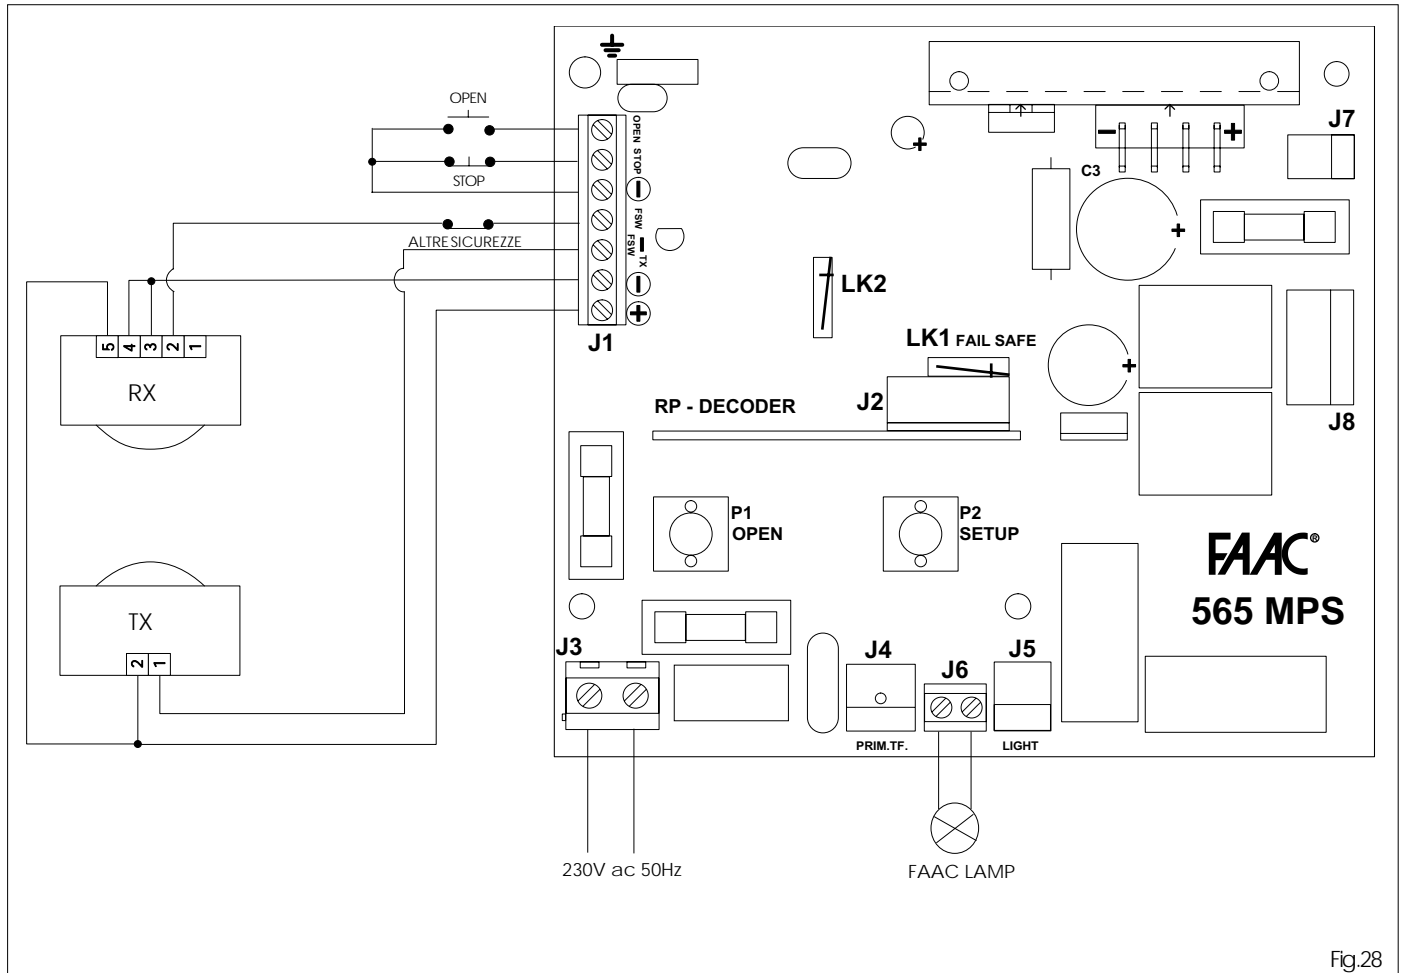 OPEN
STOP
ALTRE SICUREZZE
OPEN
STOP
−
FSW
− TX
FSW
−
+
J1
5 4 3 2 1
RX
TX
2 1
+
− +
C3
J7
+
LK2
LK1 FAIL SAFE
+
RP - DECODER
J2
J8
P1
OPEN
P2
SETUP
FAAC®
565 MPS
J3
J4
J6
J5
PRIM.TF.
LIGHT
230V ac 50Hz
FAAC LAMP
Fig.28